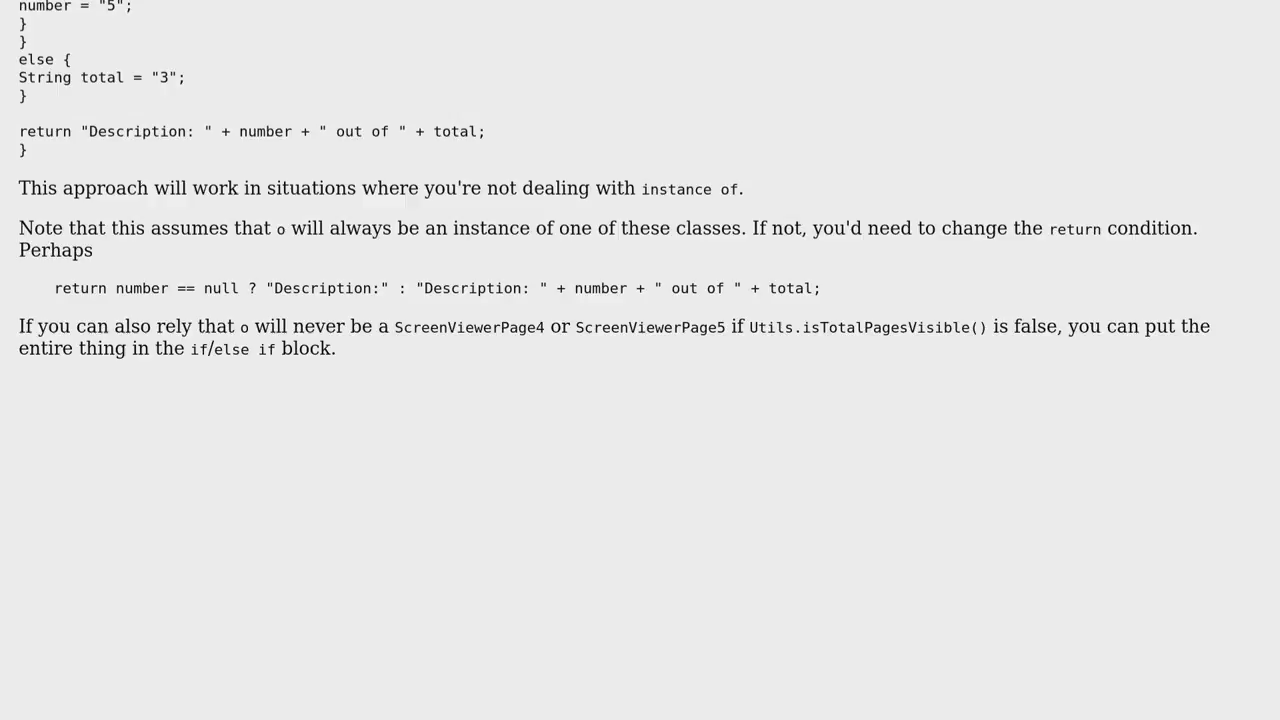 number = "5";
}
}
else {
String total = "3";
}
return "Description: " + number + " out of " + total;
}
This approach will work in situations where you're not dealing with instance of.
Note that this assumes that o will always be an instance of one of these classes. If not, you'd need to change the return condition.
Perhaps
return number == null ? "Description:" : "Description: " + number + " out of " + total;
If you can also rely that o will never be a ScreenViewerPage4 or ScreenViewerPage5 if Utils.isTotalPagesVisible() is false, you can put the
entire thing in the if/else if block.